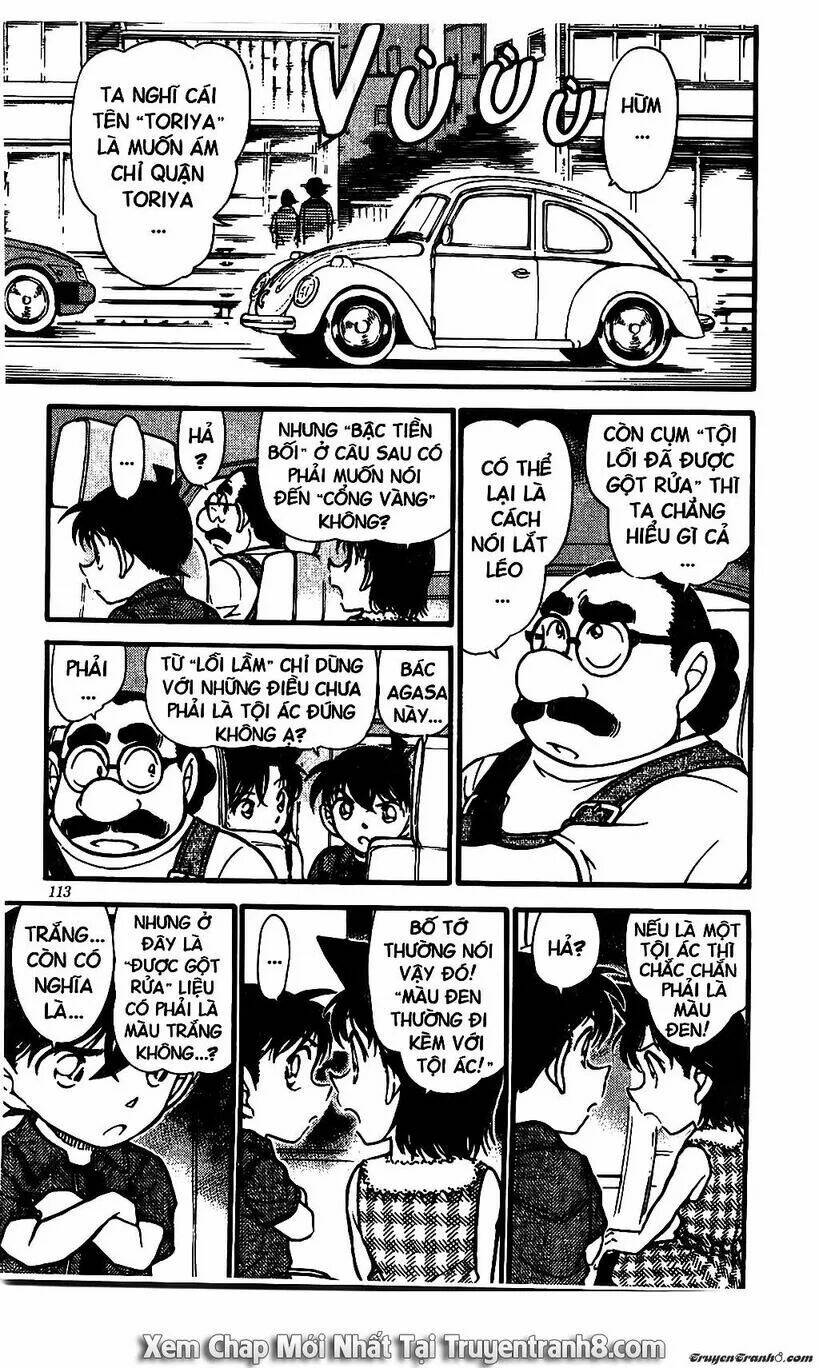 HỪM
...
VÙÙÙÙ
TA NGHĨ CÁI
TÊN "TORIYA"
LÀ MUỐN ÁM
CHỈ QUẬN
TORIYA
...
CÒN CỤM "TỘI
LỖI ĐÃ ĐƯỢC
GỘT RỬA" THÌ
TA CHẲNG
HIỂU GÌ CẢ
...
CÓ THỂ
LẠI LÀ
CÁCH
NÓI LẮT
LÉO
...
NHƯNG "BẬC TIỀN
BỐI" Ở CÂU SAU CÓ
PHẢI MUỐN NÓI
ĐẾN "CỔNG VÀNG"
KHÔNG?
HẢ
?
...
BÁC
AGASA
NÀY...
TỪ "LỖI LẦM" CHỈ DÙNG
VỚI NHỮNG ĐIỀU CHƯA
PHẢI LÀ TỘI ÁC ĐÚNG
KHÔNG Ạ?
PHẢI
...
113
NẾU LÀ MỘT
TỘI ÁC THÌ
CHẮC CHẮN
PHẢI LÀ
MÀU
ĐEN!
HẢ?
BỐ TỚ
THƯỜNG NÓI
VẬY ĐÓ!
"MÀU ĐEN
THƯỜNG ĐI
KÈM VỚI
TỘI ÁC!"
...
NHƯNG Ở
ĐÂY LÀ
"ĐƯỢC GỘT
RỬA" LIỆU
CÓ PHẢI LÀ
MÀU TRẮNG
KHÔNG...?
TRẮNG...
CÒN CÓ
NGHĨA
LÀ...
Xem Chap Mới Nhất Tại Truyentranh8.com
TruyenTranh8.com